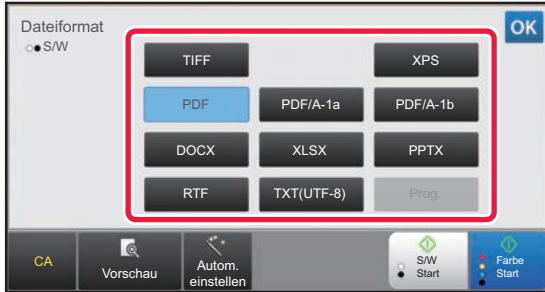 Dateiformat
OK
S/W
TIFF XPS
PDF PDF/A-1a PDF/A-1b
DOCX XLSX PPTX
RTF TXT(UTF-8) Prog.
CA
Vorschau
Autom.
einstellen
S/W
Start
Farbe
Start